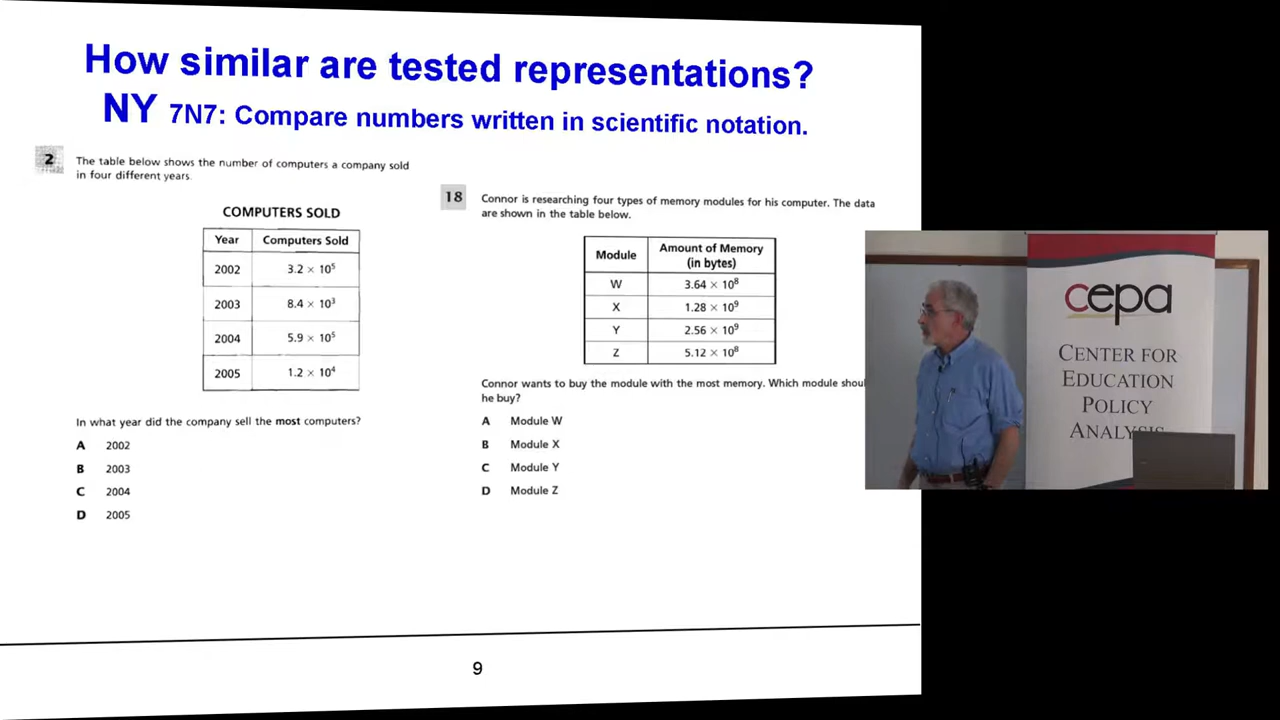 How similar are tested representations?
NY 7N7: Compare numbers written in scientific notation.
2
The table below shows the number of computers a company sold
in four different years.
COMPUTERS SOLD
Year Computers Sold
2002 3.2 × 10⁵
2003 8.4 × 10³
2004 5.9 × 10⁵
2005 1.2 × 10⁴
In what year did the company sell the most computers?
A 2002
B 2003
C 2004
D 2005
18
Connor is researching four types of memory modules for his computer. The data
are shown in the table below.
Module Amount of Memory
(in bytes)
W 3.64 × 10⁸
X 1.28 × 10⁹
Y 2.56 × 10⁹
Z 5.12 × 10⁸
Connor wants to buy the module with the most memory. Which module shoul
he buy?
A Module W
B Module X
C Module Y
D Module Z
9
cepa
CENTER FOR
EDUCATION
POLICY
ANALYSIS